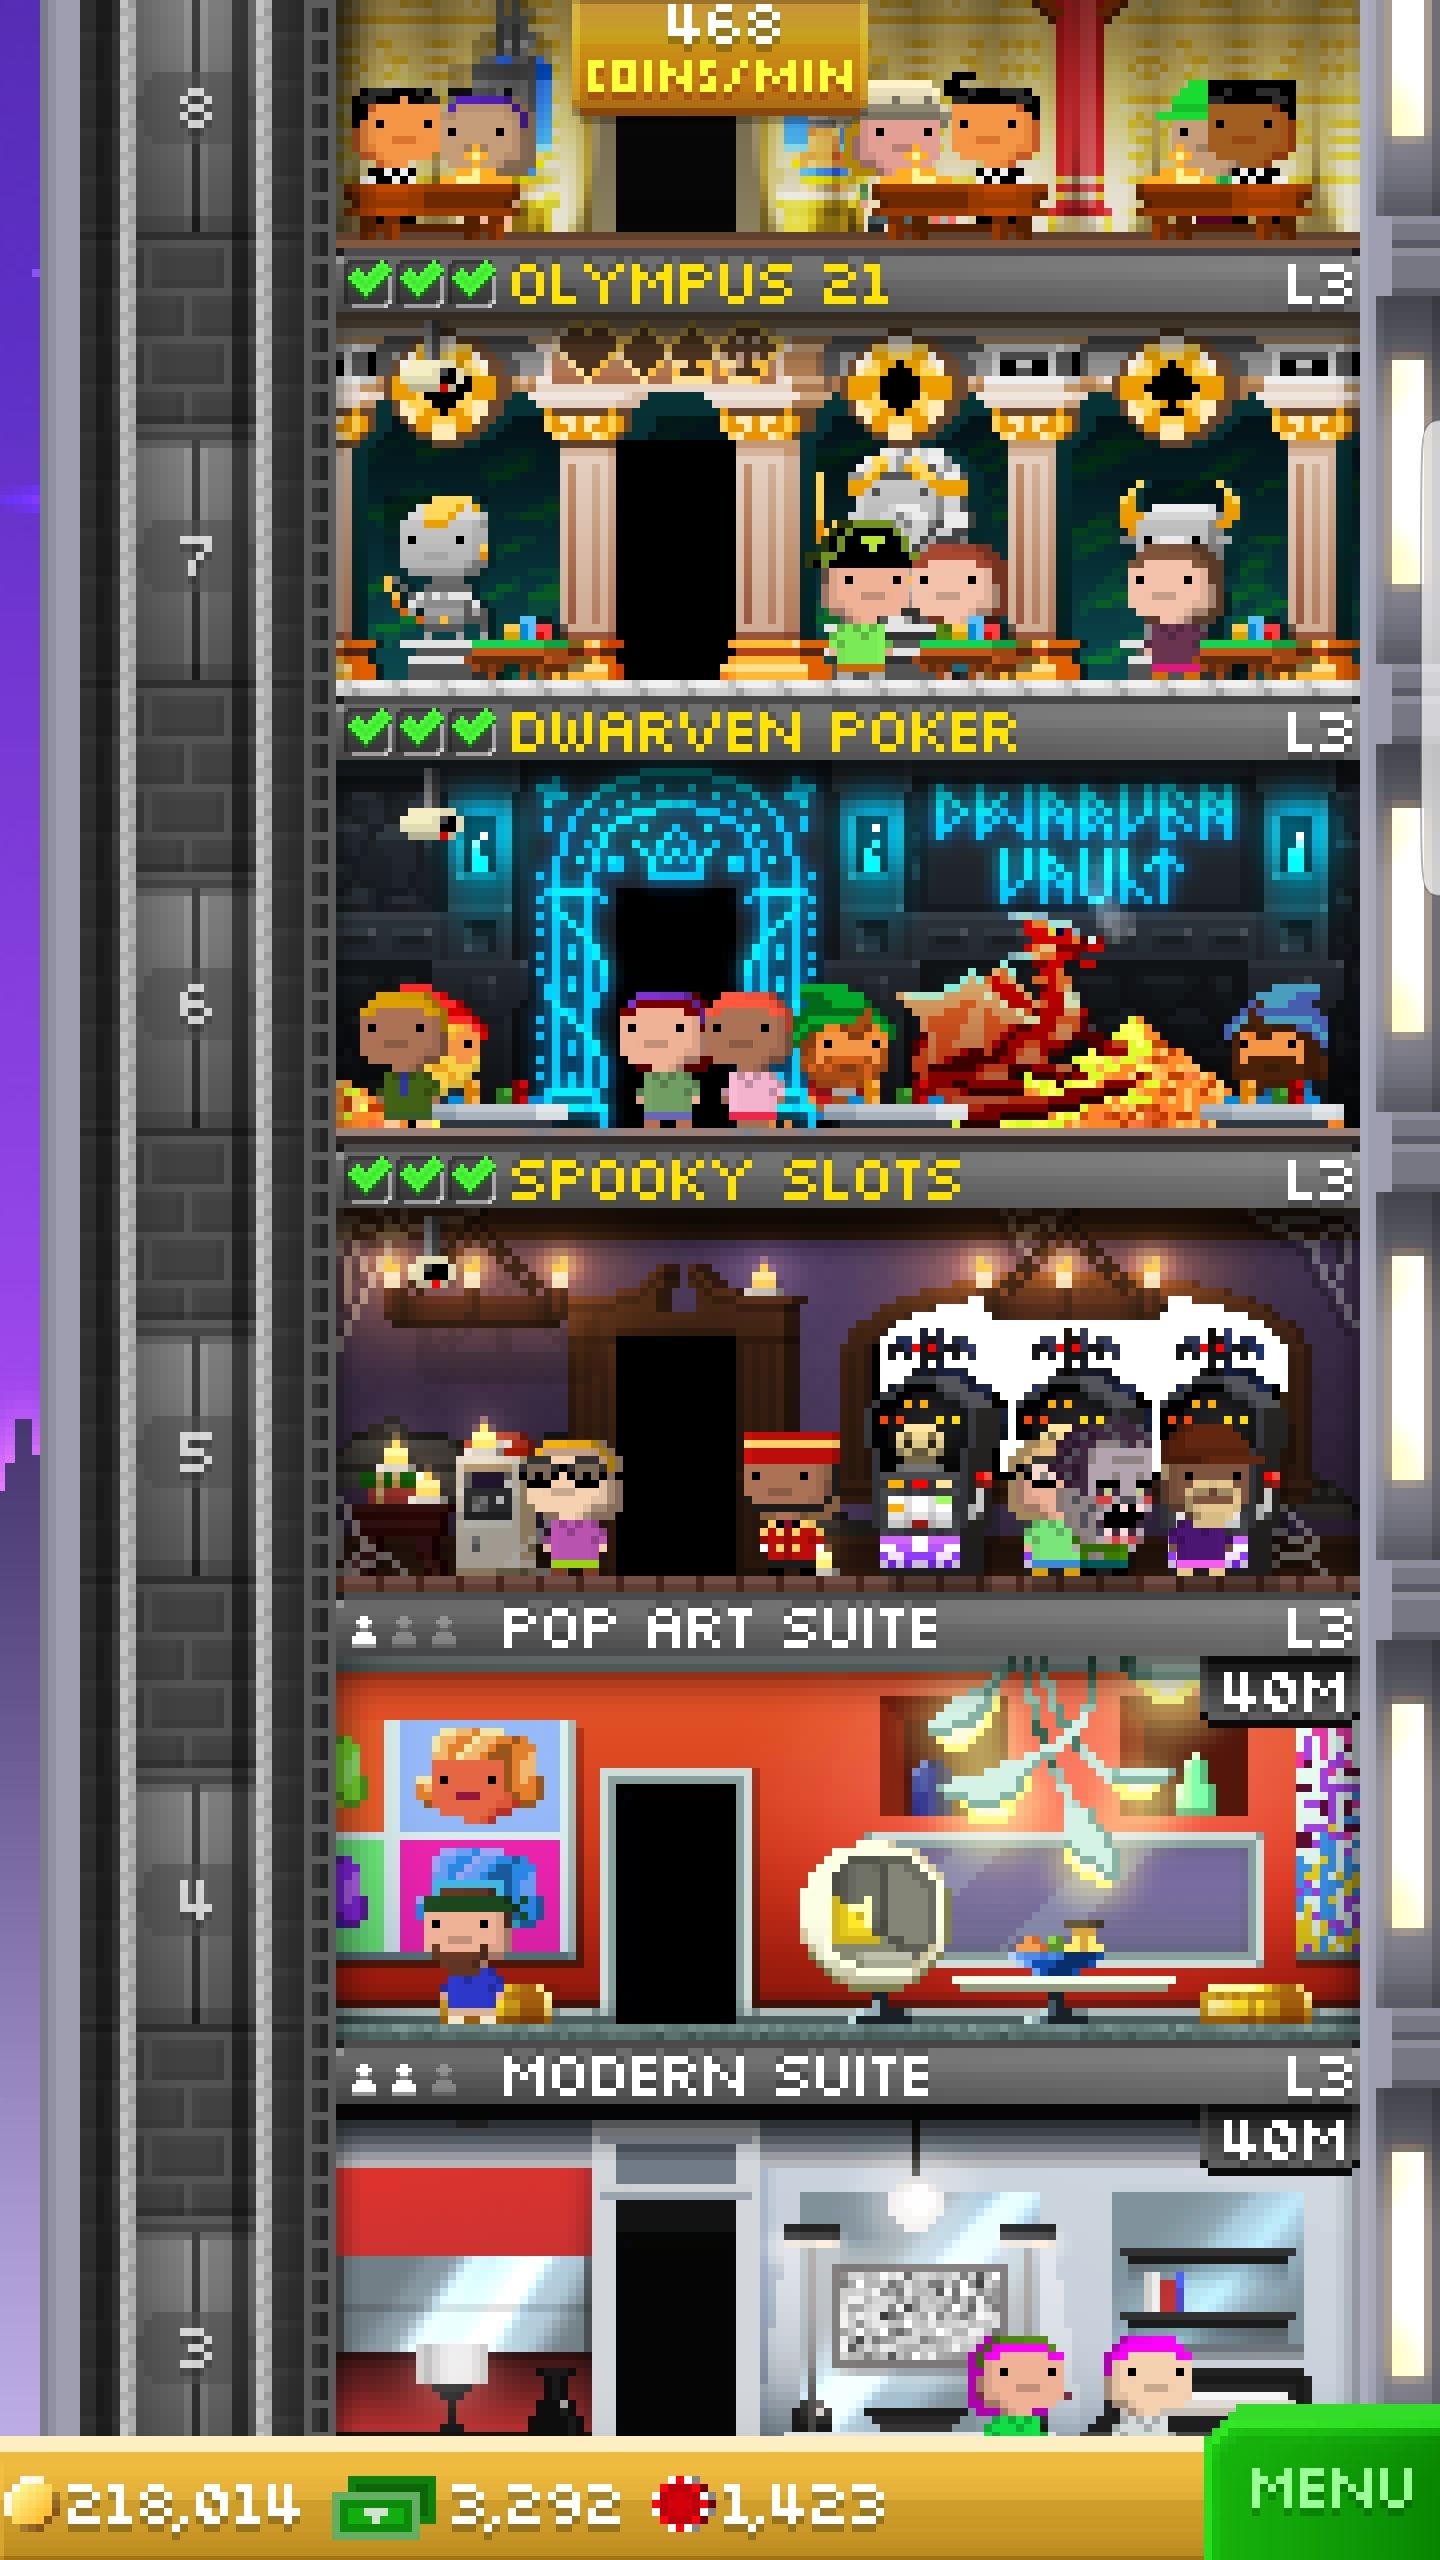 468
COINS/MIN
8
OLYMPUS 21 L3
7
DWARVEN POKER L3
DWARVEN
VAULT
6
SPOOKY SLOTS L3
5
POP ART SUITE L3
40M
4
MODERN SUITE L3
40M
3
218,014 3,292 1,423
MENU